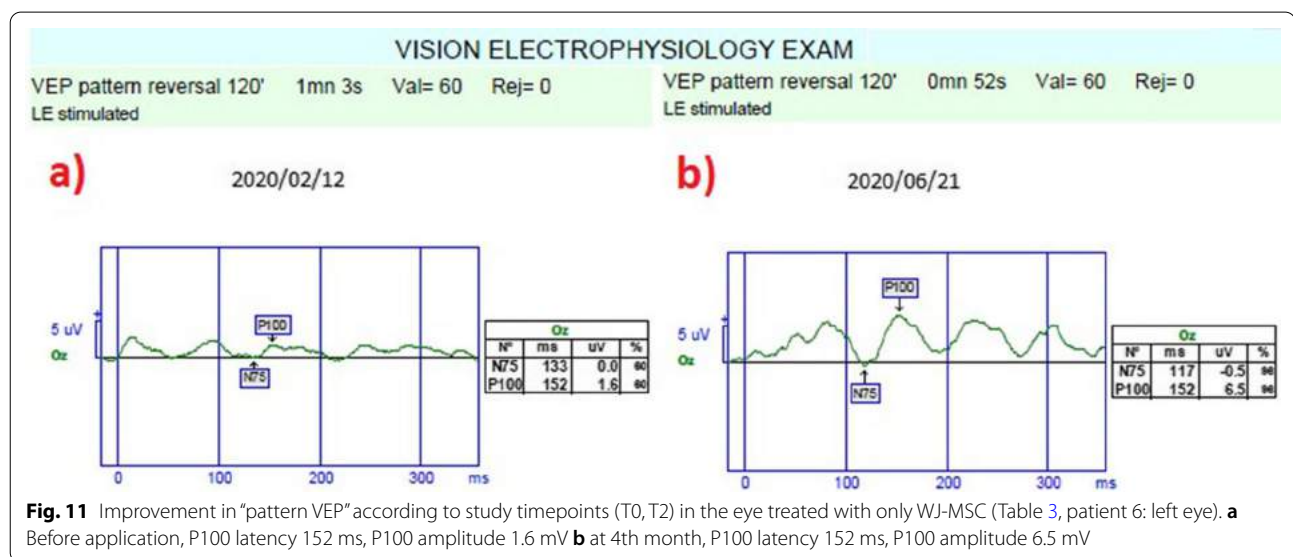 VISION ELECTROPHYSIOLOGY EXAM
VEP pattern reversal 120' 1mn 3s Val= 60 Rej= 0
LE stimulated
VEP pattern reversal 120' 0mn 52s Val= 60 Rej= 0
LE stimulated
a) 2020/02/12
b) 2020/06/21
5 uV
Oz
P100
N75
0 100 200 300 ms
Oz
N° ms uV %
N75 133 0.0 60
P100 152 1.6 60
5 uV
Oz
P100
N75
0 100 200 300 ms
Oz
N° ms uV %
N75 117 -0.5
P100 152 6.5
Fig. 11 Improvement in "pattern VEP" according to study timepoints (T0, T2) in the eye treated with only WJ-MSC (Table 3, patient 6: left eye). a
Before application, P100 latency 152 ms, P100 amplitude 1.6 mV b at 4th month, P100 latency 152 ms, P100 amplitude 6.5 mV